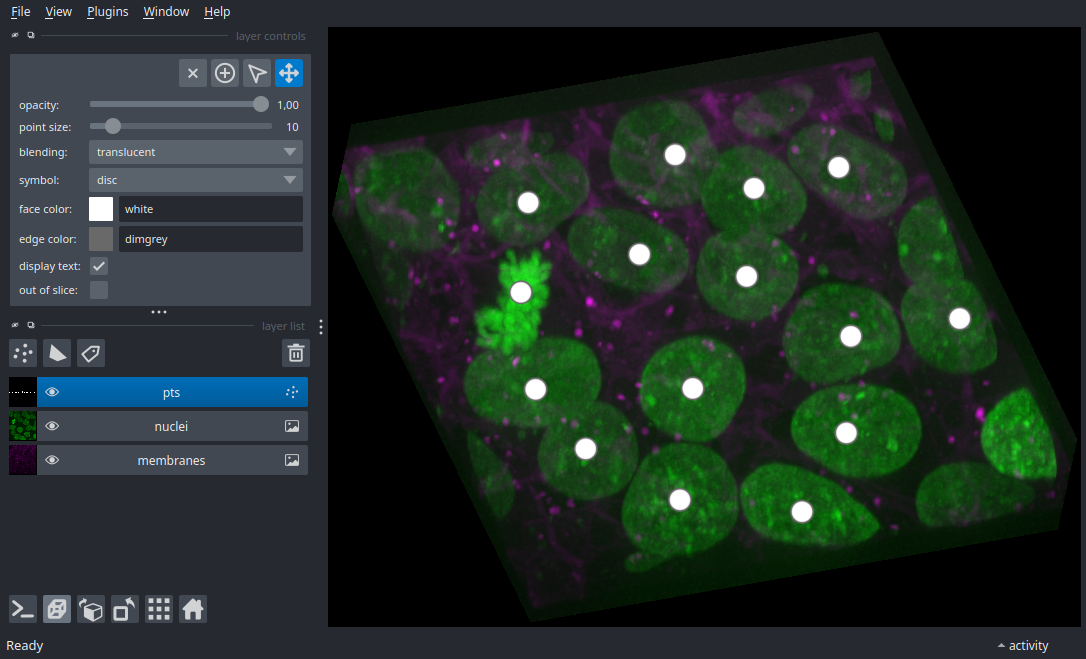 File View Plugins Window Help
layer controls
opacity: 1,00
point size: 10
blending: translucent
symbol: disc
face color: white
edge color: dimgrey
display text:
out of slice:
layer list
pts
nuclei
membranes
Ready activity